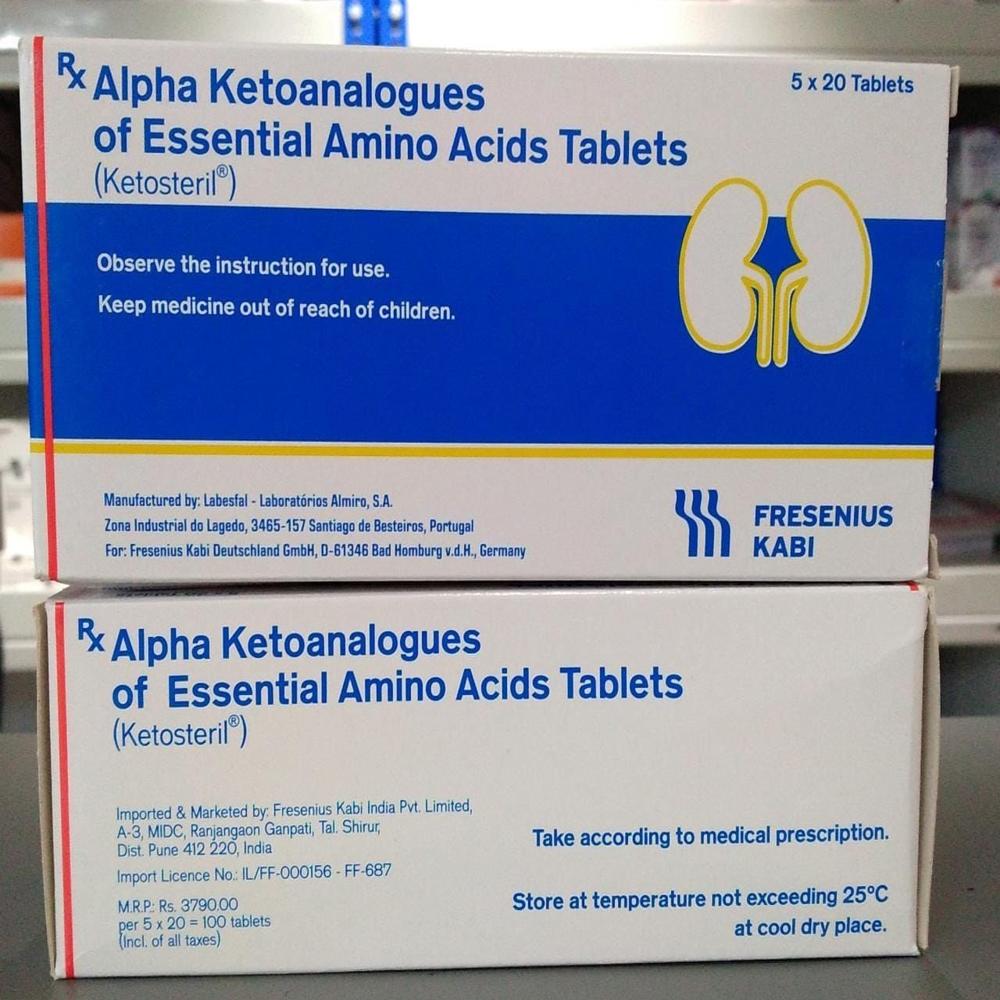 Rx Alpha Ketoanalogues
of Essential Amino Acids Tablets
(Ketosteril®)
5 x 20 Tablets
Observe the instruction for use.
Keep medicine out of reach of children.
Manufactured by: Labesfal - Laboratórios Almiro, S.A.
Zona Industrial do Lagedo, 3465-157 Santiago de Besteiros, Portugal
For: Fresenius Kabi Deutschland GmbH, D-61346 Bad Homburg v.d.H., Germany
FRESENIUS
KABI
Rx Alpha Ketoanalogues
of Essential Amino Acids Tablets
(Ketosteril®)
Imported & Marketed by: Fresenius Kabi India Pvt. Limited,
A-3, MIDC, Ranjangaon Ganpati, Tal. Shirur,
Dist. Pune 412 220, India
Import Licence No.: IL/FF-000156 - FF-687
M.R.P.: Rs. 3790.00
per 5 x 20 = 100 tablets
(Incl. of all taxes)
Take according to medical prescription.
Store at temperature not exceeding 25°C
at cool dry place.